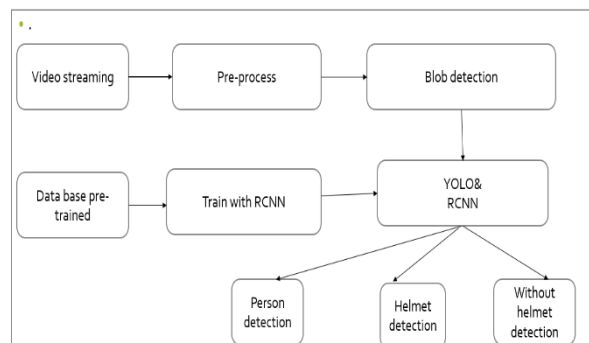 .
Video streaming
Pre-process
Blob detection
Data base pre-
trained
Train with RCNN
YOLO&
RCNN
Person
detection
Helmet
detection
Without
helmet
detection